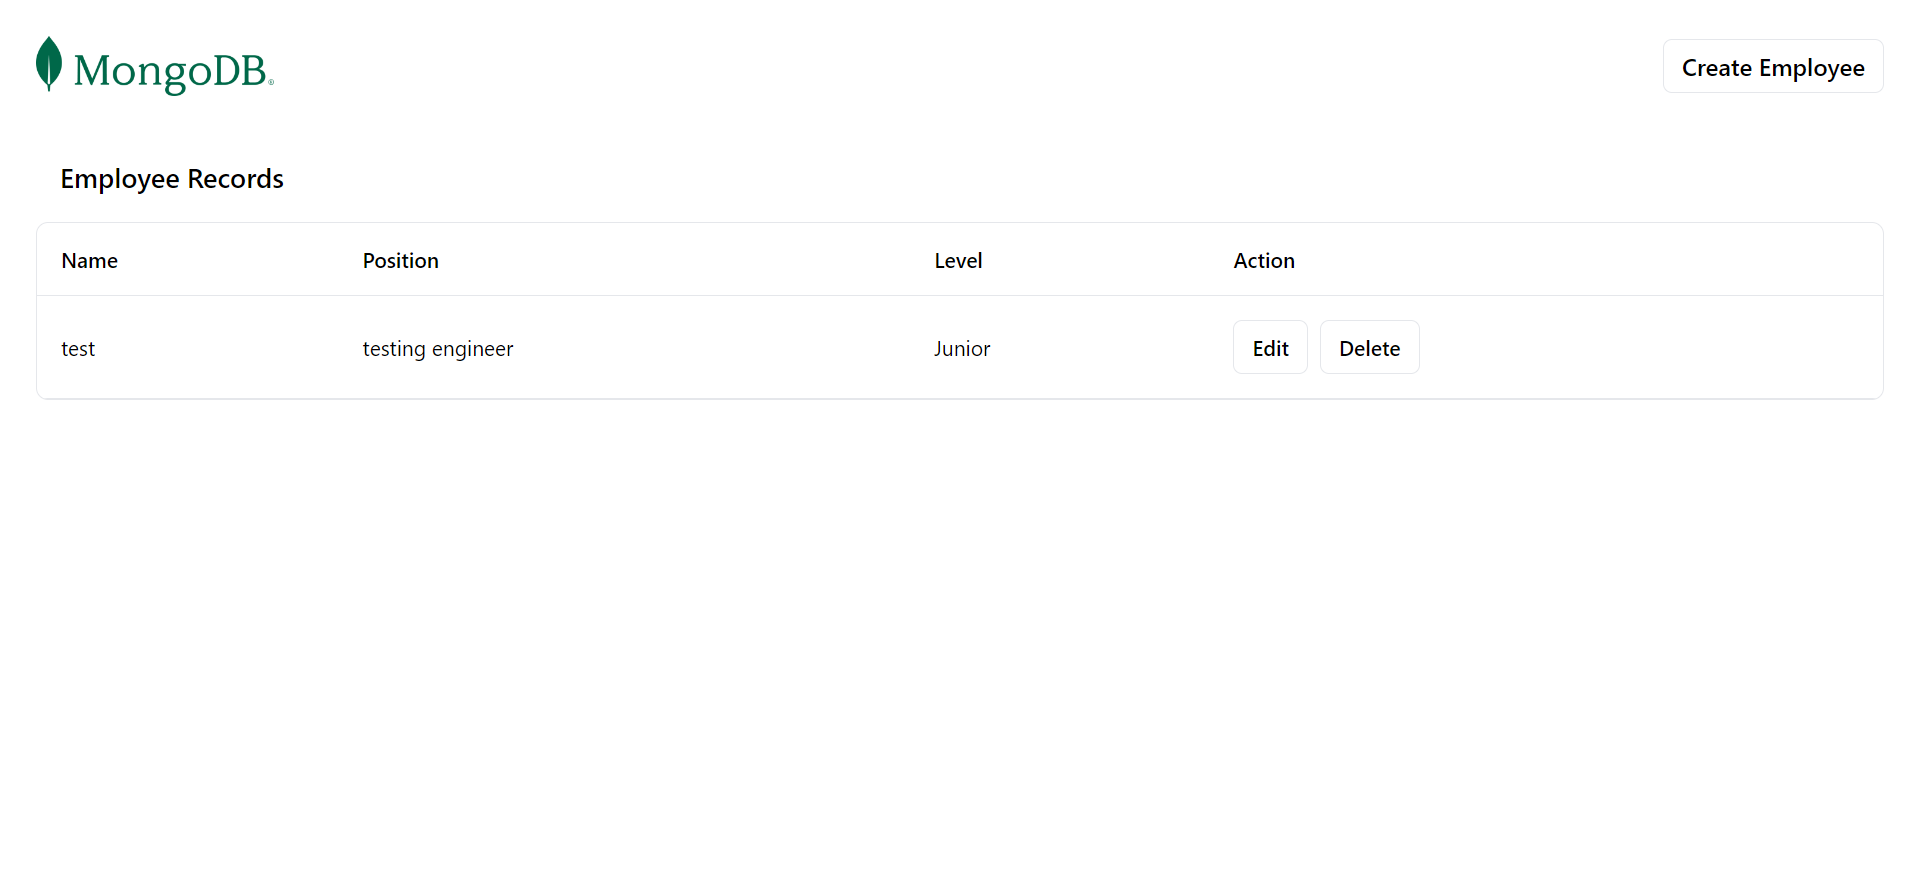 MongoDB®
Create Employee
Employee Records
Name Position Level Action
test testing engineer Junior Edit Delete